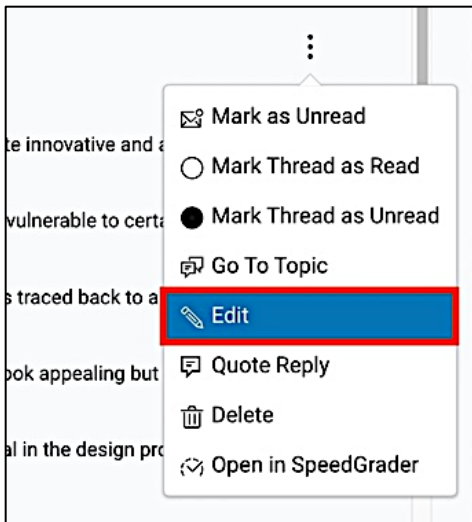 Mark as Unread
te innovative and a
Mark Thread as Read
vulnerable to certa
Mark Thread as Unread
Go To Topic
s traced back to a
Edit
ook appealing but
Quote Reply
Delete
al in the design pro
Open in SpeedGrader